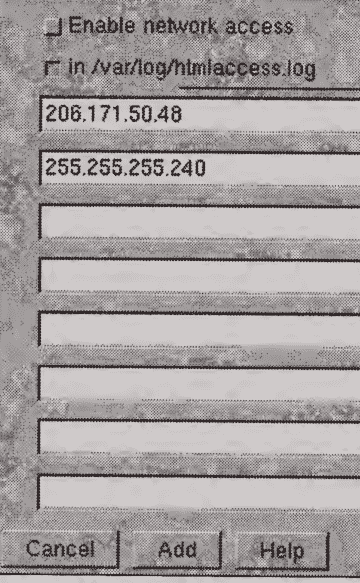 Enable network access
in /var/log/htmlaccess.log
206.171.50.48
255.255.255.240
Cancel Add Help